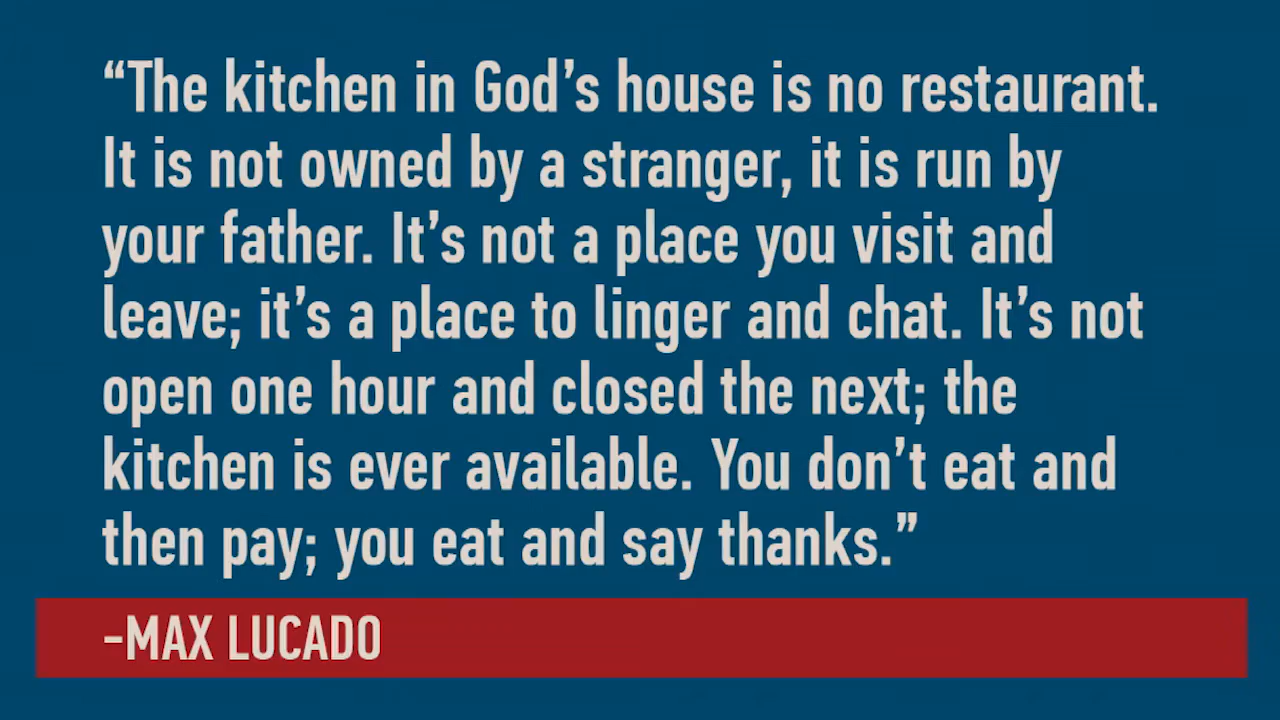 “The kitchen in God’s house is no restaurant.
It is not owned by a stranger, it is run by
your father. It’s not a place you visit and
leave; it’s a place to linger and chat. It’s not
open one hour and closed the next; the
kitchen is ever available. You don’t eat and
then pay; you eat and say thanks.”
-MAX LUCADO